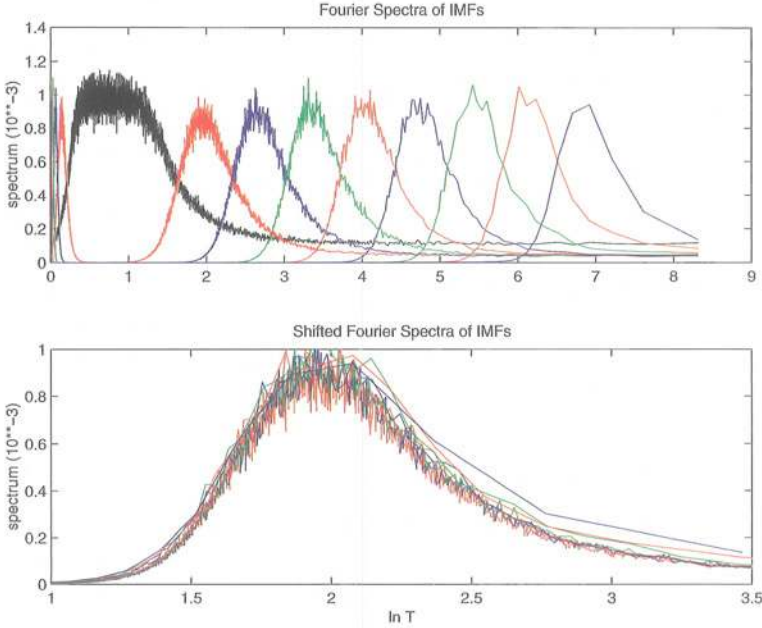 Fourier Spectra of IMFs
1.4
1.2
1
0.8
0.6
0.4
0.2
0
spectrum (10**-3)
0 1 2 3 4 5 6 7 8 9
Shifted Fourier Spectra of IMFs
1
0.8
0.6
0.4
0.2
0
spectrum (10**-3)
1 1.5 2 2.5 3 3.5
ln T